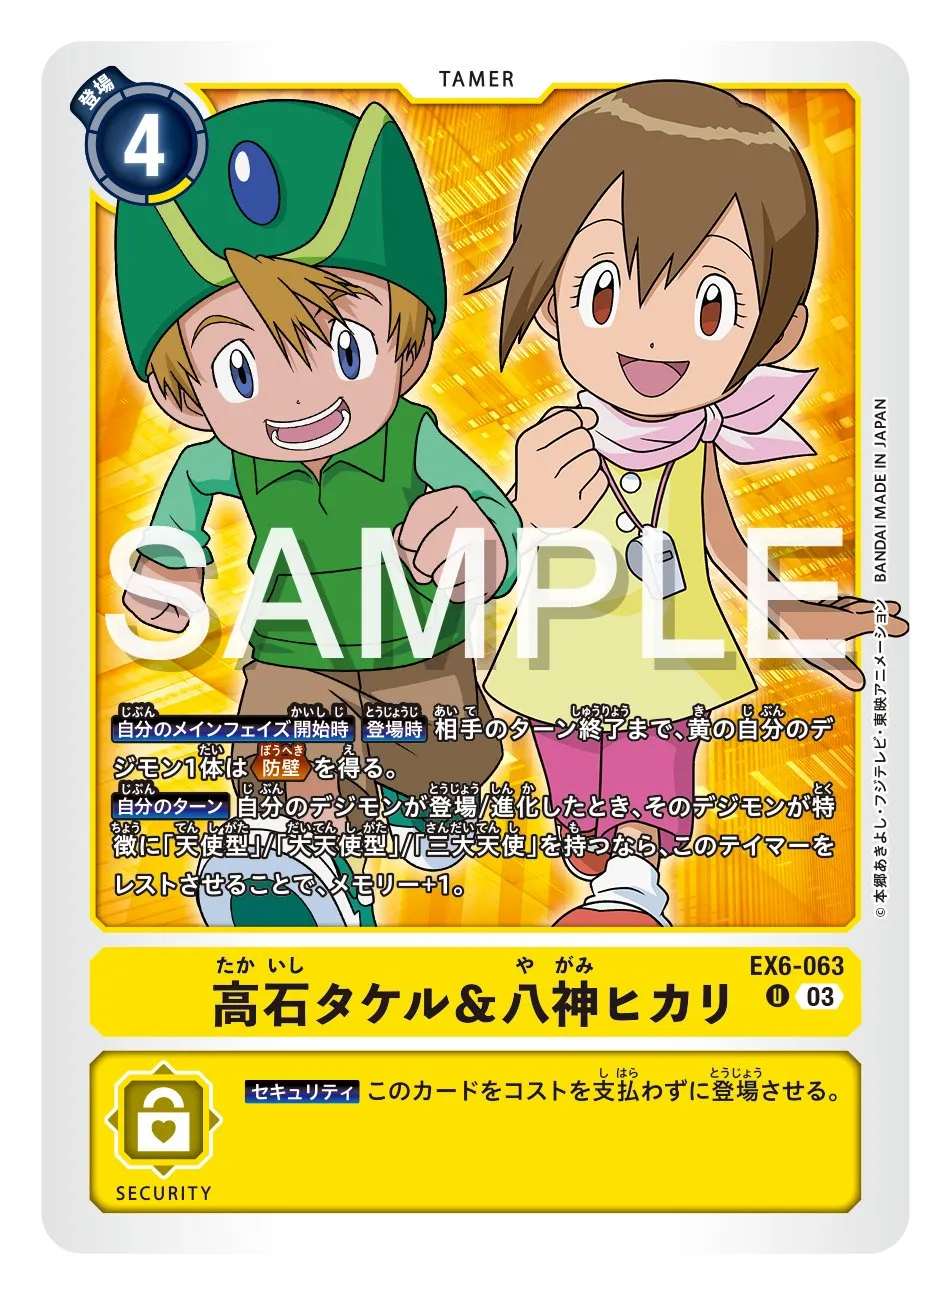 TAMER
登場
4
SAMPLE
自分のメインフェイズ開始時 登場時 相手のターン終了まで、黄の自分のデ
ジモン1体は 防壁 を得る。
自分のターン 自分のデジモンが登場/進化したとき、そのデジモンが特
徴に「天使型」/「大天使型」/「三大天使」を持つなら、このテイマーを
レストさせることで、メモリー+1。
©本郷あきよし・フジテレビ・東映アニメーション BANDAI MADE IN JAPAN
たか いし や がみ
高石タケル&八神ヒカリ
EX6-063
U 03
セキュリティ このカードをコストを支払わずに登場させる。
SECURITY